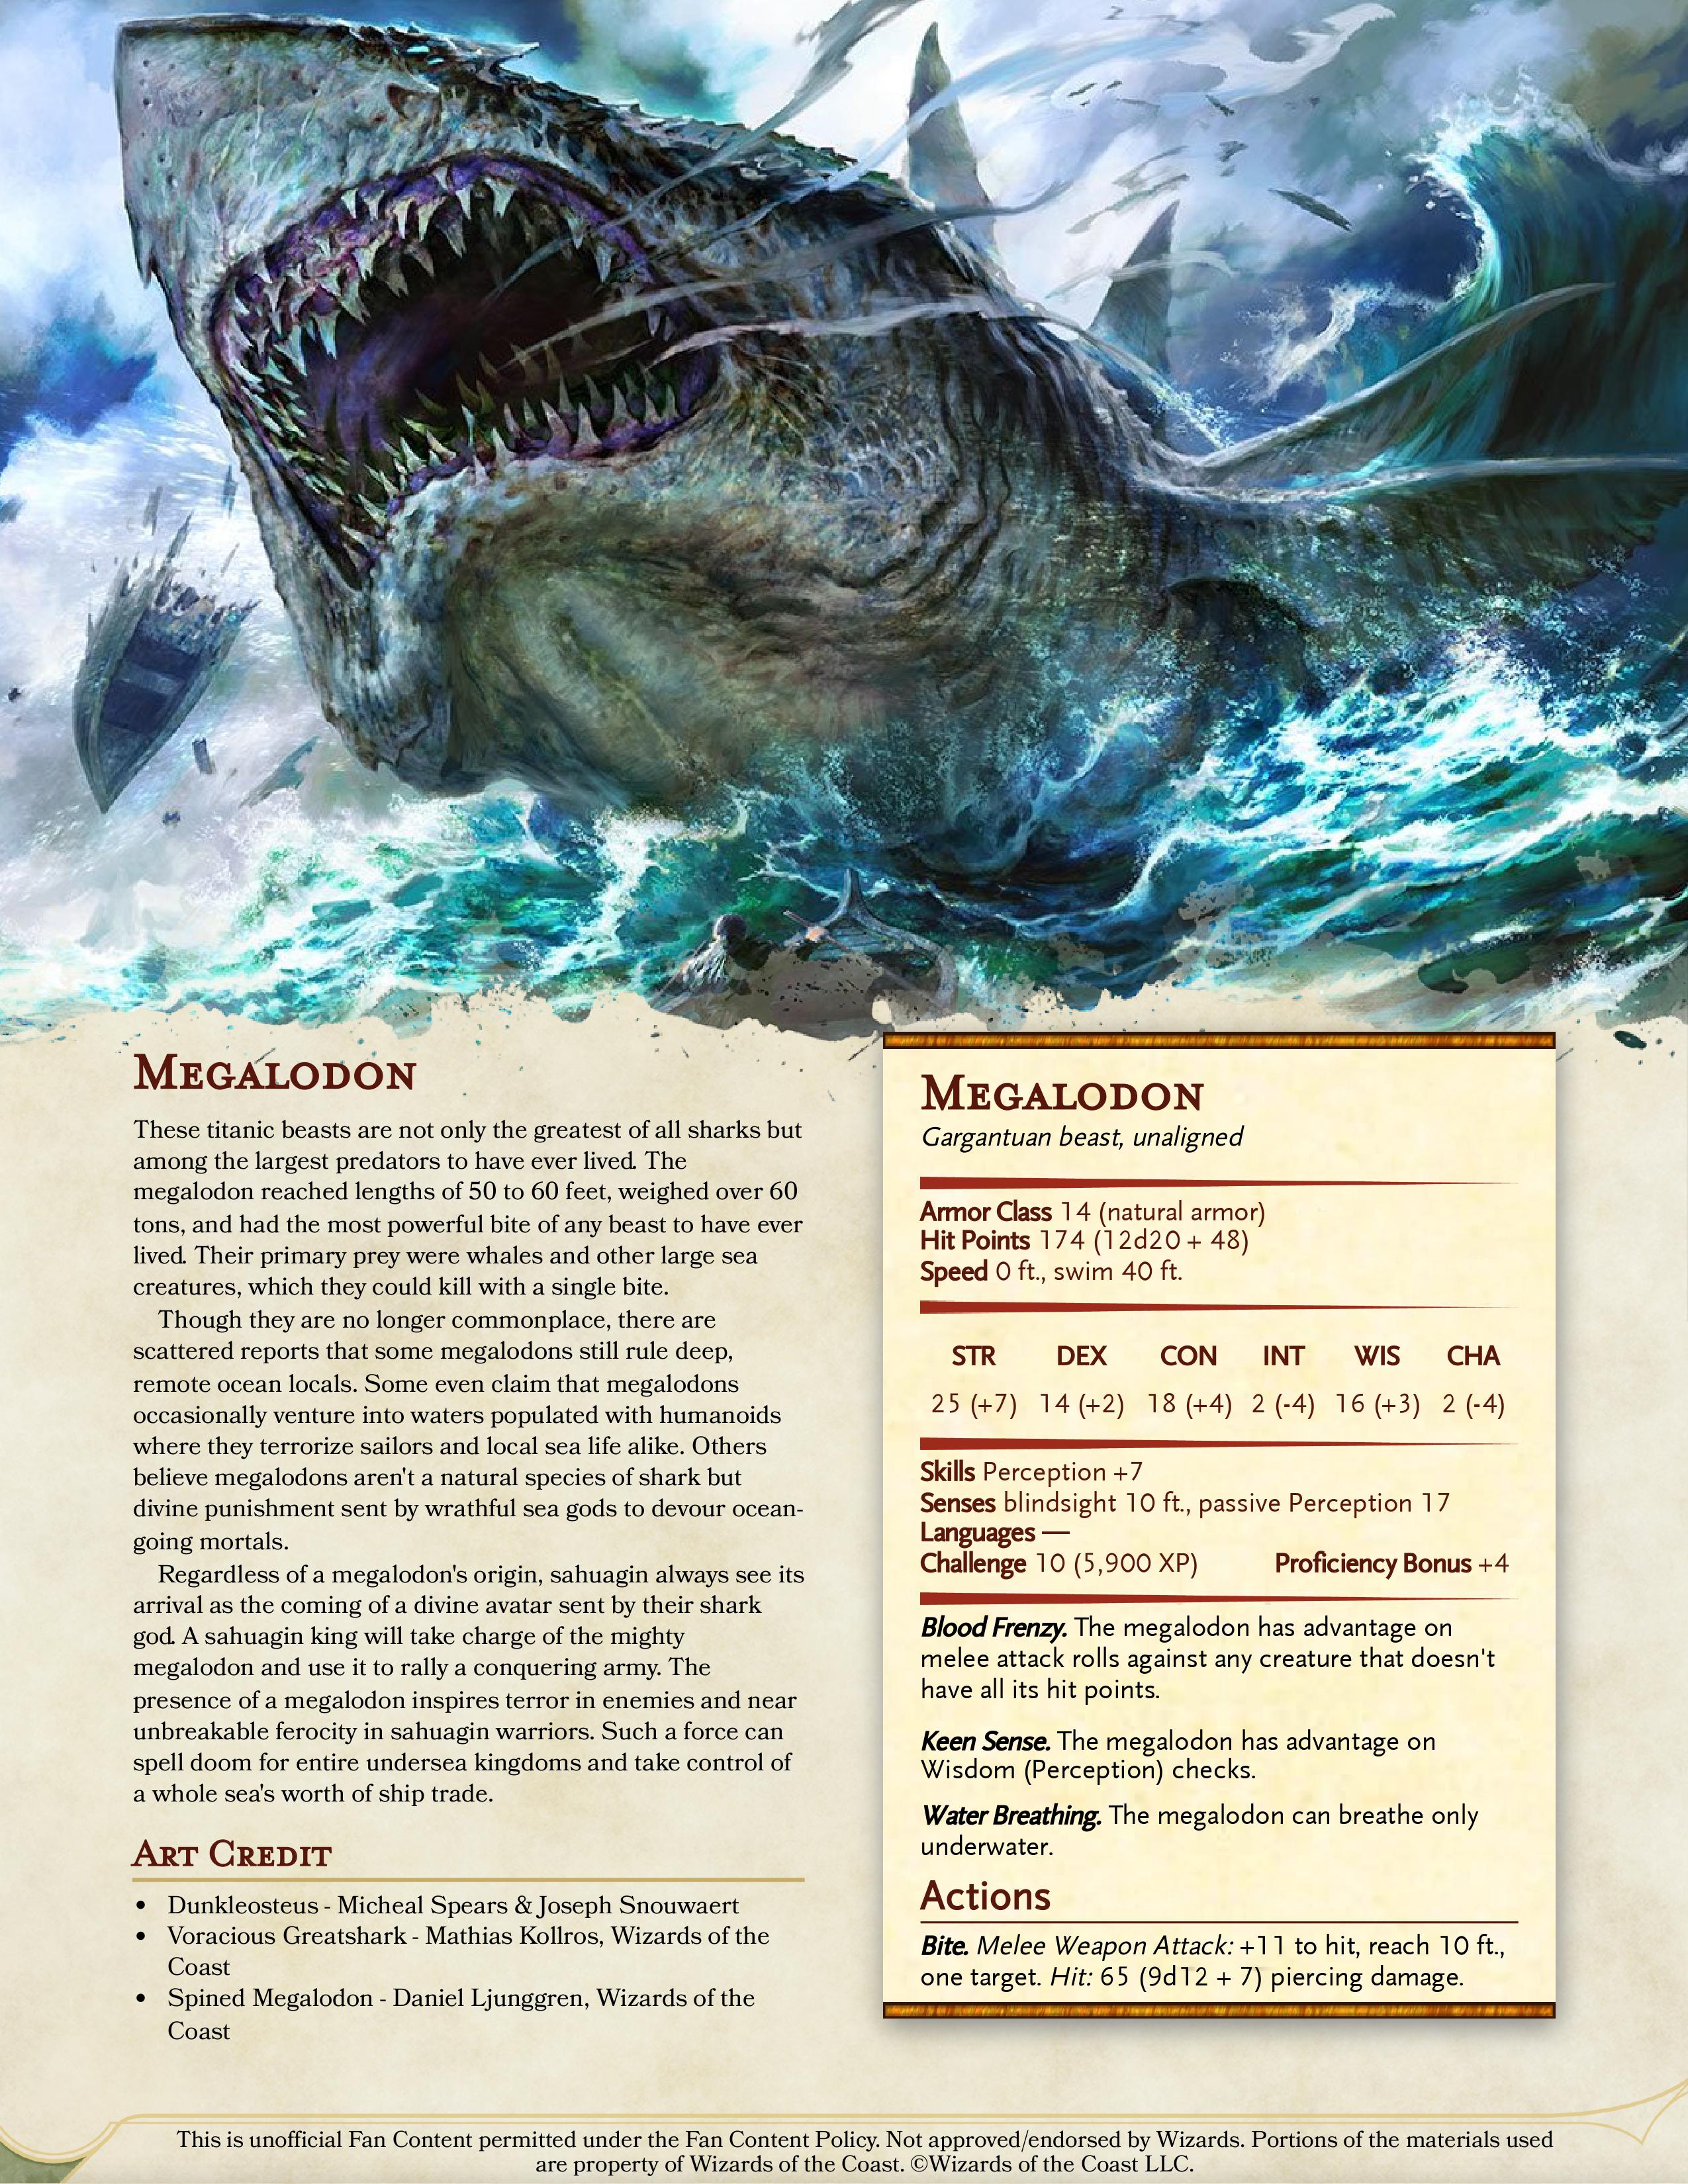 Megalodon
These titanic beasts are not only the greatest of all sharks but
among the largest predators to have ever lived. The
megalodon reached lengths of 50 to 60 feet, weighed over 60
tons, and had the most powerful bite of any beast to have ever
lived. Their primary prey were whales and other large sea
creatures, which they could kill with a single bite.
Though they are no longer commonplace, there are
scattered reports that some megalodons still rule deep,
remote ocean locals. Some even claim that megalodons
occasionally venture into waters populated with humanoids
where they terrorize sailors and local sea life alike. Others
believe megalodons aren't a natural species of shark but
divine punishment sent by wrathful sea gods to devour ocean-
going mortals.
Regardless of a megalodon's origin, sahuagin always see its
arrival as the coming of a divine avatar sent by their shark
god. A sahuagin king will take charge of the mighty
megalodon and use it to rally a conquering army. The
presence of a megalodon inspires terror in enemies and near
unbreakable ferocity in sahuagin warriors. Such a force can
spell doom for entire undersea kingdoms and take control of
a whole sea's worth of ship trade.
Art Credit
• Dunkleosteus - Micheal Spears & Joseph Snouwaert
• Voracious Greatshark - Mathias Kollros, Wizards of the
Coast
• Spined Megalodon - Daniel Ljunggren, Wizards of the
Coast
Megalodon
Gargantuan beast, unaligned
Armor Class 14 (natural armor)
Hit Points 174 (12d20 + 48)
Speed 0 ft., swim 40 ft.
STR DEX CON INT WIS CHA
25 (+7) 14 (+2) 18 (+4) 2 (-4) 16 (+3) 2 (-4)
Skills Perception +7
Senses blindsight 10 ft., passive Perception 17
Languages —
Challenge 10 (5,900 XP) Proficiency Bonus +4
Blood Frenzy. The megalodon has advantage on
melee attack rolls against any creature that doesn't
have all its hit points.
Keen Sense. The megalodon has advantage on
Wisdom (Perception) checks.
Water Breathing. The megalodon can breathe only
underwater.
Actions
Bite. Melee Weapon Attack: +11 to hit, reach 10 ft.,
one target. Hit: 65 (9d12 + 7) piercing damage.
This is unofficial Fan Content permitted under the Fan Content Policy. Not approved/endorsed by Wizards. Portions of the materials used
are property of Wizards of the Coast. ©Wizards of the Coast LLC.